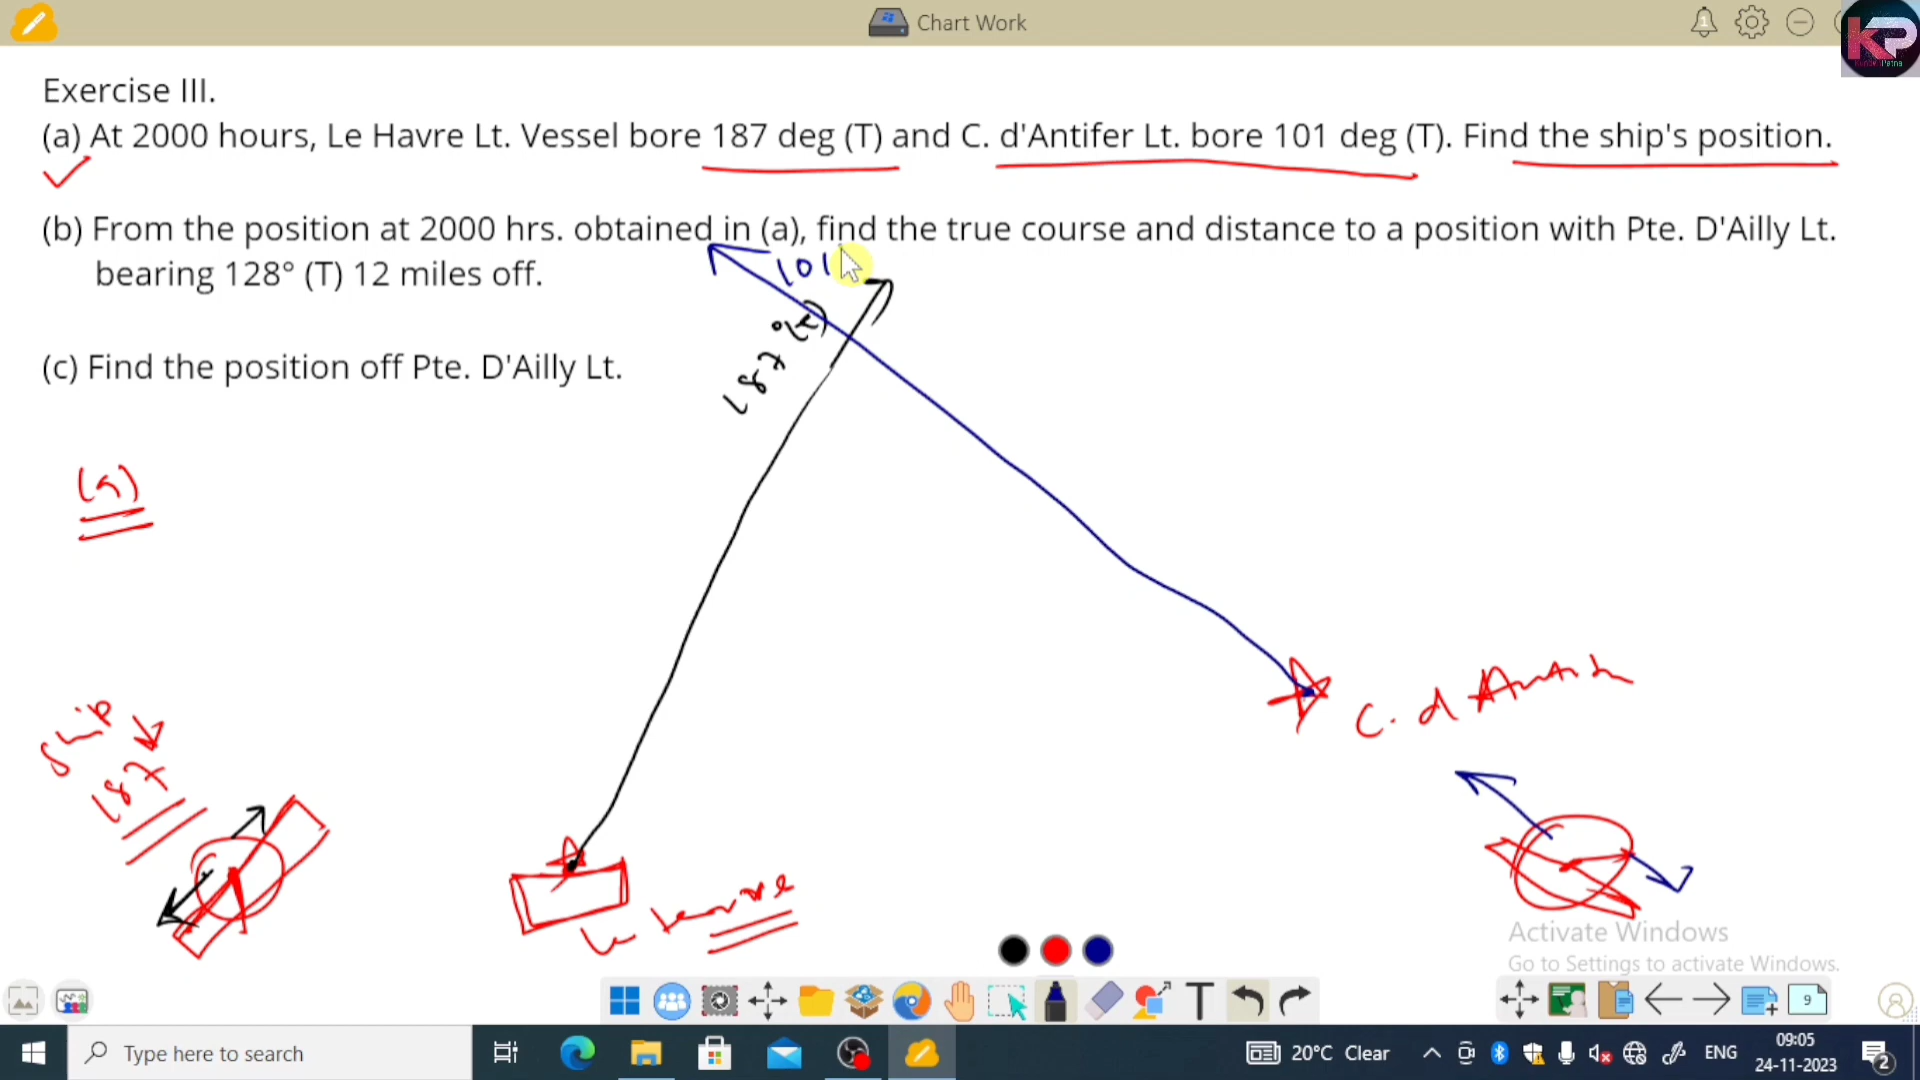 Chart Work
KP
Exercise III.
(a) At 2000 hours, Le Havre Lt. Vessel bore 187 deg (T) and C. d'Antifer Lt. bore 101 deg (T). Find the ship's position.
(b) From the position at 2000 hrs. obtained in (a), find the true course and distance to a position with Pte. D'Ailly Lt.
bearing 128° (T) 12 miles off.
101
187°(T)
(c) Find the position off Pte. D'Ailly Lt.
(a)
C. d
ship
187
Le
Activate Windows
Go to Settings to activate Windows.
9
Type here to search
20°C Clear
ENG
09:05
24-11-2023
2